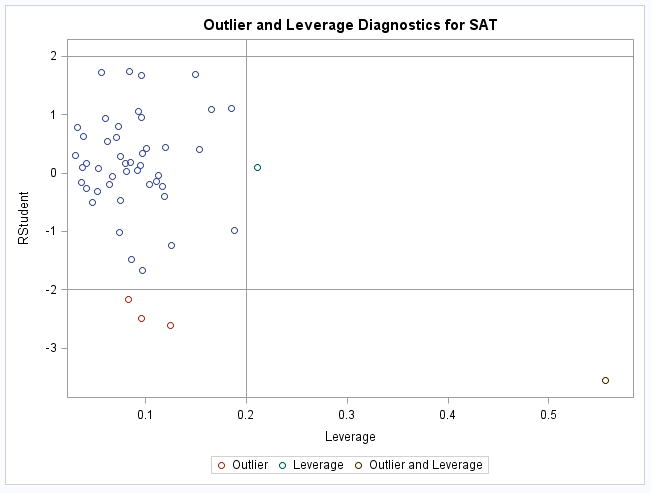 Outlier and Leverage Diagnostics for SAT
2
1
0
-1
-2
-3
RStudent
0.1 0.2 0.3 0.4 0.5
Leverage
Outlier Leverage Outlier and Leverage